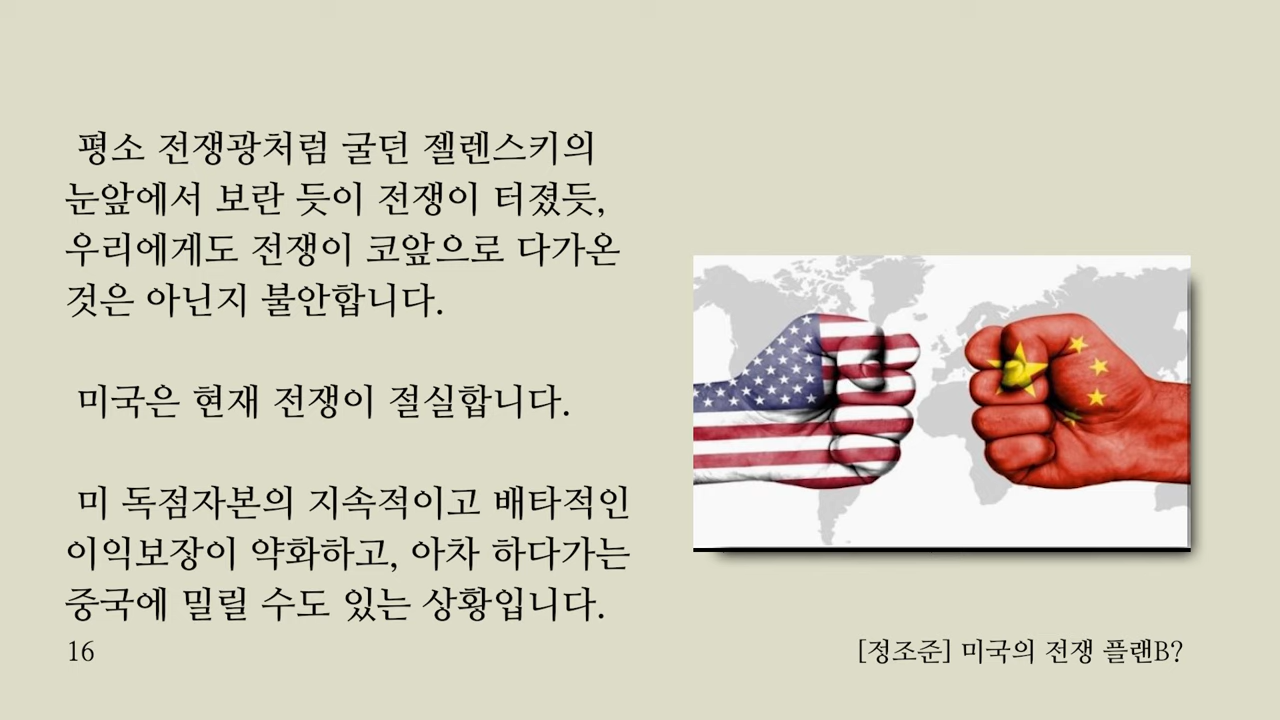 평소 전쟁광처럼 굴던 젤렌스키의
눈앞에서 보란 듯이 전쟁이 터졌듯,
우리에게도 전쟁이 코앞으로 다가온
것은 아닌지 불안합니다.
미국은 현재 전쟁이 절실합니다.
미 독점자본의 지속적이고 배타적인
이익보장이 약화하고, 아차 하다가는
중국에 밀릴 수도 있는 상황입니다.
16
[정조준] 미국의 전쟁 플랜B?